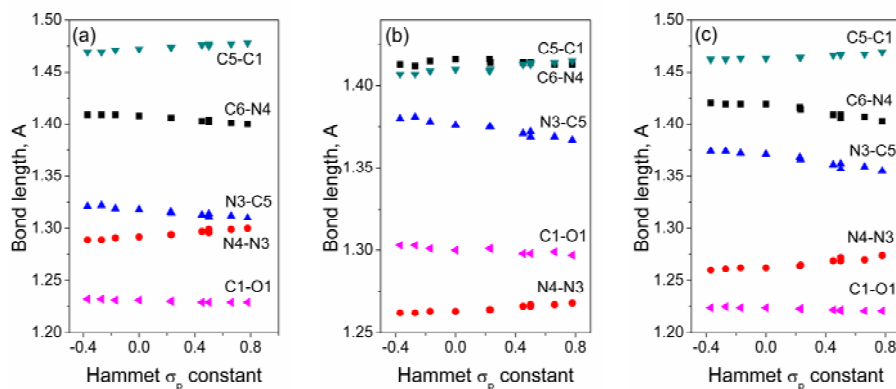 (a)
C5-C1
C6-N4
N3-C5
N4-N3
C1-O1
1.50
1.45
1.40
1.35
1.30
1.25
1.20
Bond length, A
-0.4 0.0 0.4 0.8
Hammet σp constant
(b)
C5-C1
C6-N4
N3-C5
C1-O1
N4-N3
1.40
1.35
1.30
1.25
Bond length, A
-0.4 0.0 0.4 0.8
Hammet σp constant
(c)
C5-C1
C6-N4
N3-C5
N4-N3
C1-O1
1.50
1.45
1.40
1.35
1.30
1.25
1.20
Bond length, A
-0.4 0.0 0.4 0.8
Hammet σp constant